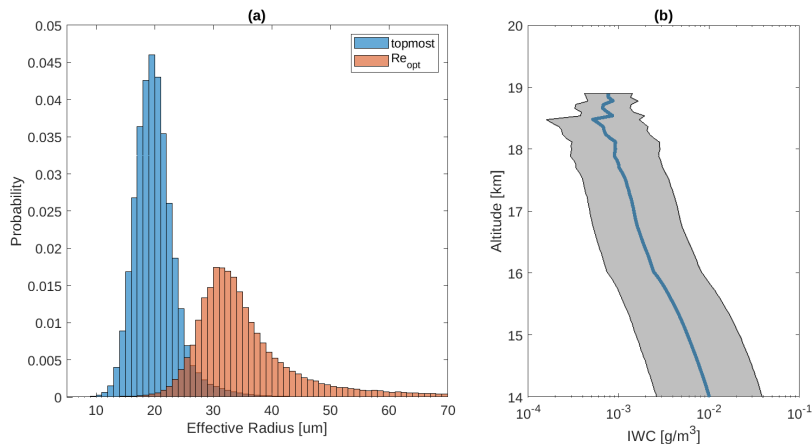 (a)
0.05
0.045
0.04
0.035
0.03
0.025
0.02
0.015
0.01
0.005
0
Probability
topmost
Re_opt
10 20 30 40 50 60 70
Effective Radius [um]
(b)
20
19
18
17
16
15
14
Altitude [km]
10^-4 10^-3 10^-2 10^-1
IWC [g/m^3]